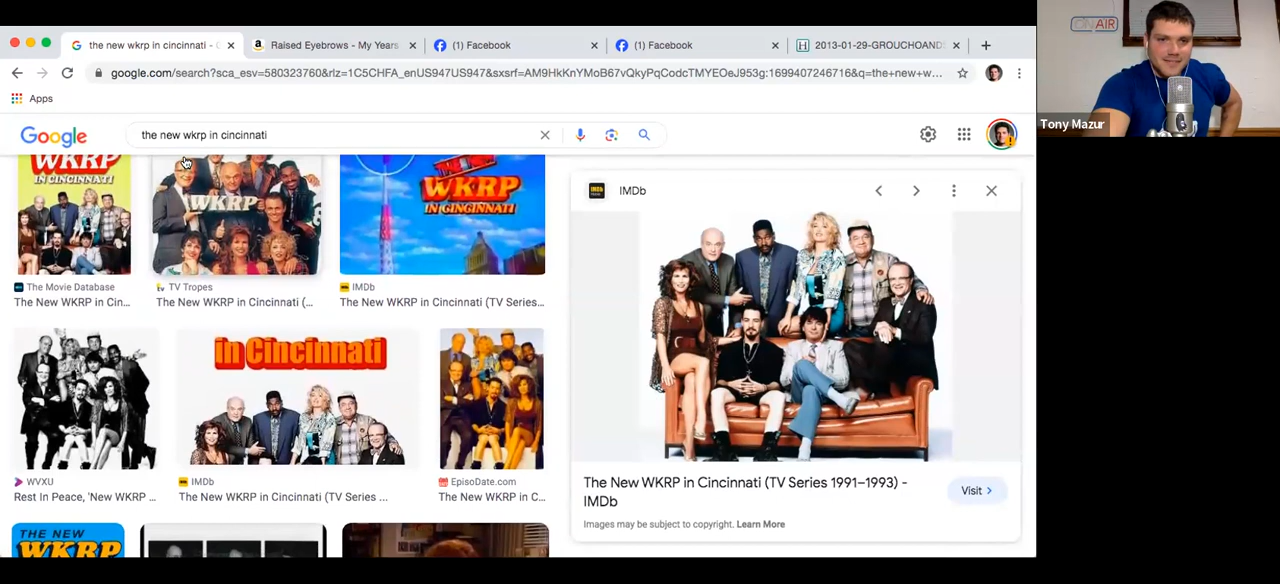 the new wkrp in cincinnati - G
Raised Eyebrows - My Years
(1) Facebook
(1) Facebook
2013-01-29-GROUCHOANDS
google.com/search?sca_esv=580323760&rlz=1C5CHFA_enUS947US947&sxsrf=AM9HkKnYMoB67vQkyPqCodcTMYEOeJ953g:1699407246716&q=the+new+w...
Apps
Google
the new wkrp in cincinnati
ON AIR
Tony Mazur
WKRP
IN CINCINNATI
WKRP
THE NEW
WKRP
IN CINCINNATI
IMDb
The Movie Database
TV Tropes
IMDb
The New WKRP in Cin...
The New WKRP in Cincinnati (...
The New WKRP in Cincinnati (TV Series...
in Cincinnati
WVXU
IMDb
EpisoDate.com
Rest In Peace, 'New WKRP ...
The New WKRP in Cincinnati (TV Series ...
The New WKRP in C...
The New WKRP in Cincinnati (TV Series 1991–1993) -
IMDb
Visit
Images may be subject to copyright. Learn More
THE NEW
WKRP